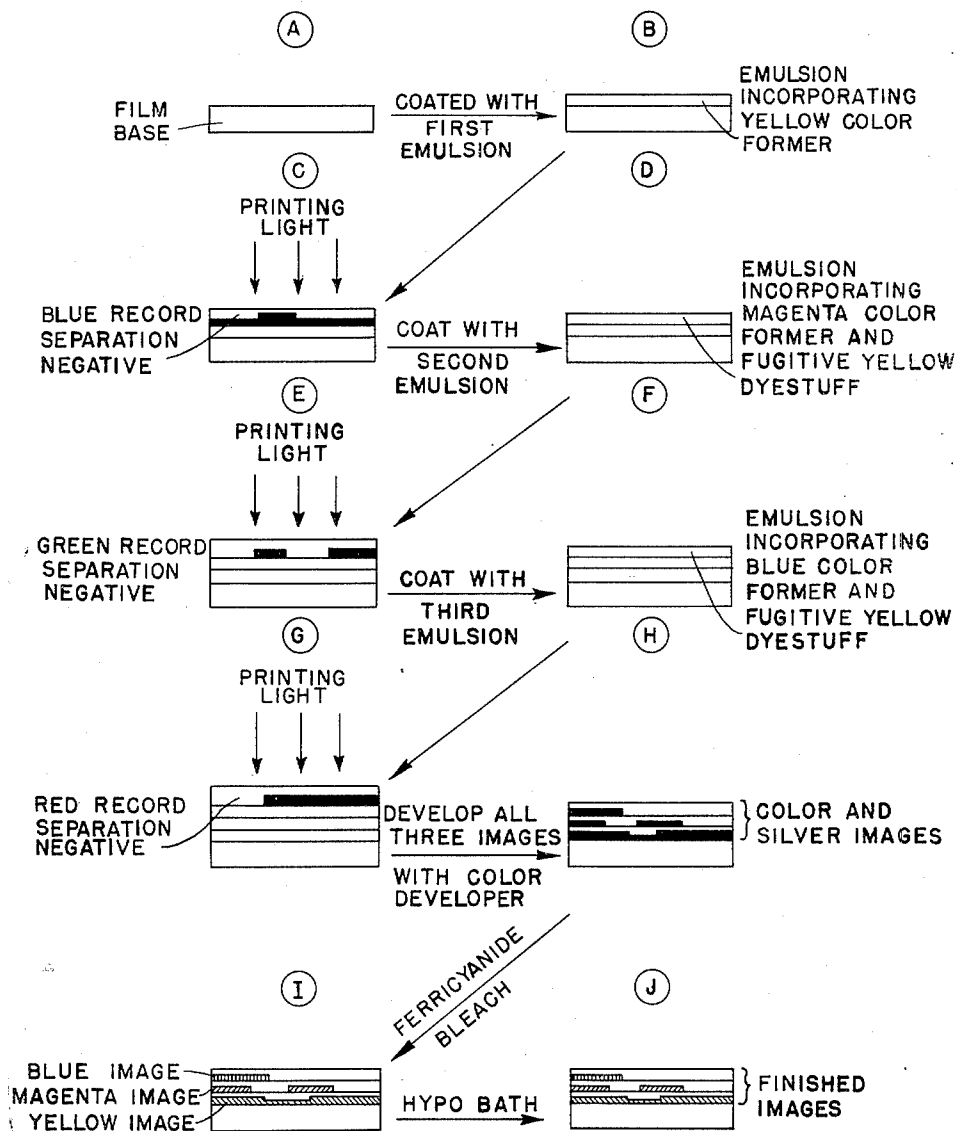 A
B
FILM
BASE
COATED WITH
FIRST
EMULSION
EMULSION
INCORPORATING
YELLOW COLOR
FORMER
C
D
PRINTING
LIGHT
BLUE RECORD
SEPARATION
NEGATIVE
COAT WITH
SECOND
EMULSION
EMULSION
INCORPORATING
MAGENTA COLOR
FORMER AND
FUGITIVE YELLOW
DYESTUFF
E
F
PRINTING
LIGHT
GREEN RECORD
SEPARATION
NEGATIVE
COAT WITH
THIRD
EMULSION
EMULSION
INCORPORATING
BLUE COLOR
FORMER AND
FUGITIVE YELLOW
DYESTUFF
G
H
PRINTING
LIGHT
RED RECORD
SEPARATION
NEGATIVE
DEVELOP ALL
THREE IMAGES
WITH COLOR
DEVELOPER
COLOR AND
SILVER IMAGES
FERRICYANIDE
BLEACH
I
J
BLUE IMAGE
MAGENTA IMAGE
YELLOW IMAGE
HYPO BATH
FINISHED
IMAGES